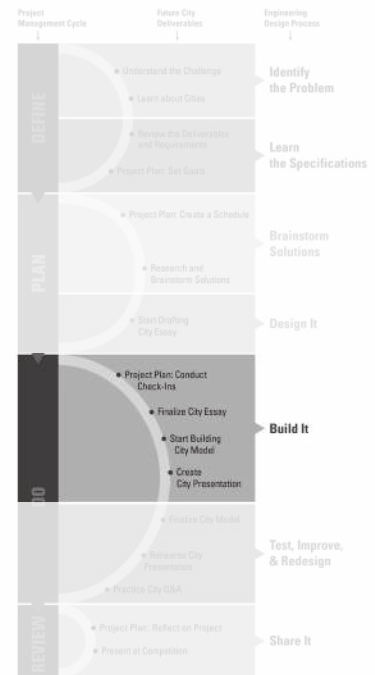 Project
Management Cycle
Future City
Deliverables
Engineering
Design Process
DEFINE
Understand the Challenge
Learn about Cities
Identify
the Problem
Review the Deliverables
and Requirements
Project Plan: Set Goals
Learn
the Specifications
PLAN
Project Plan: Create a Schedule
Research and
Brainstorm Solutions
Brainstorm
Solutions
Start Drafting
City Essay
Design It
DO
Project Plan: Conduct
Check-Ins
Finalize City Essay
Start Building
City Model
Create
City Presentation
Build It
Finalize City Model
Rehearse City
Presentation
Practice City Q&A
Test, Improve,
& Redesign
REVIEW
Project Plan: Reflect on Project
Present at Competition
Share It